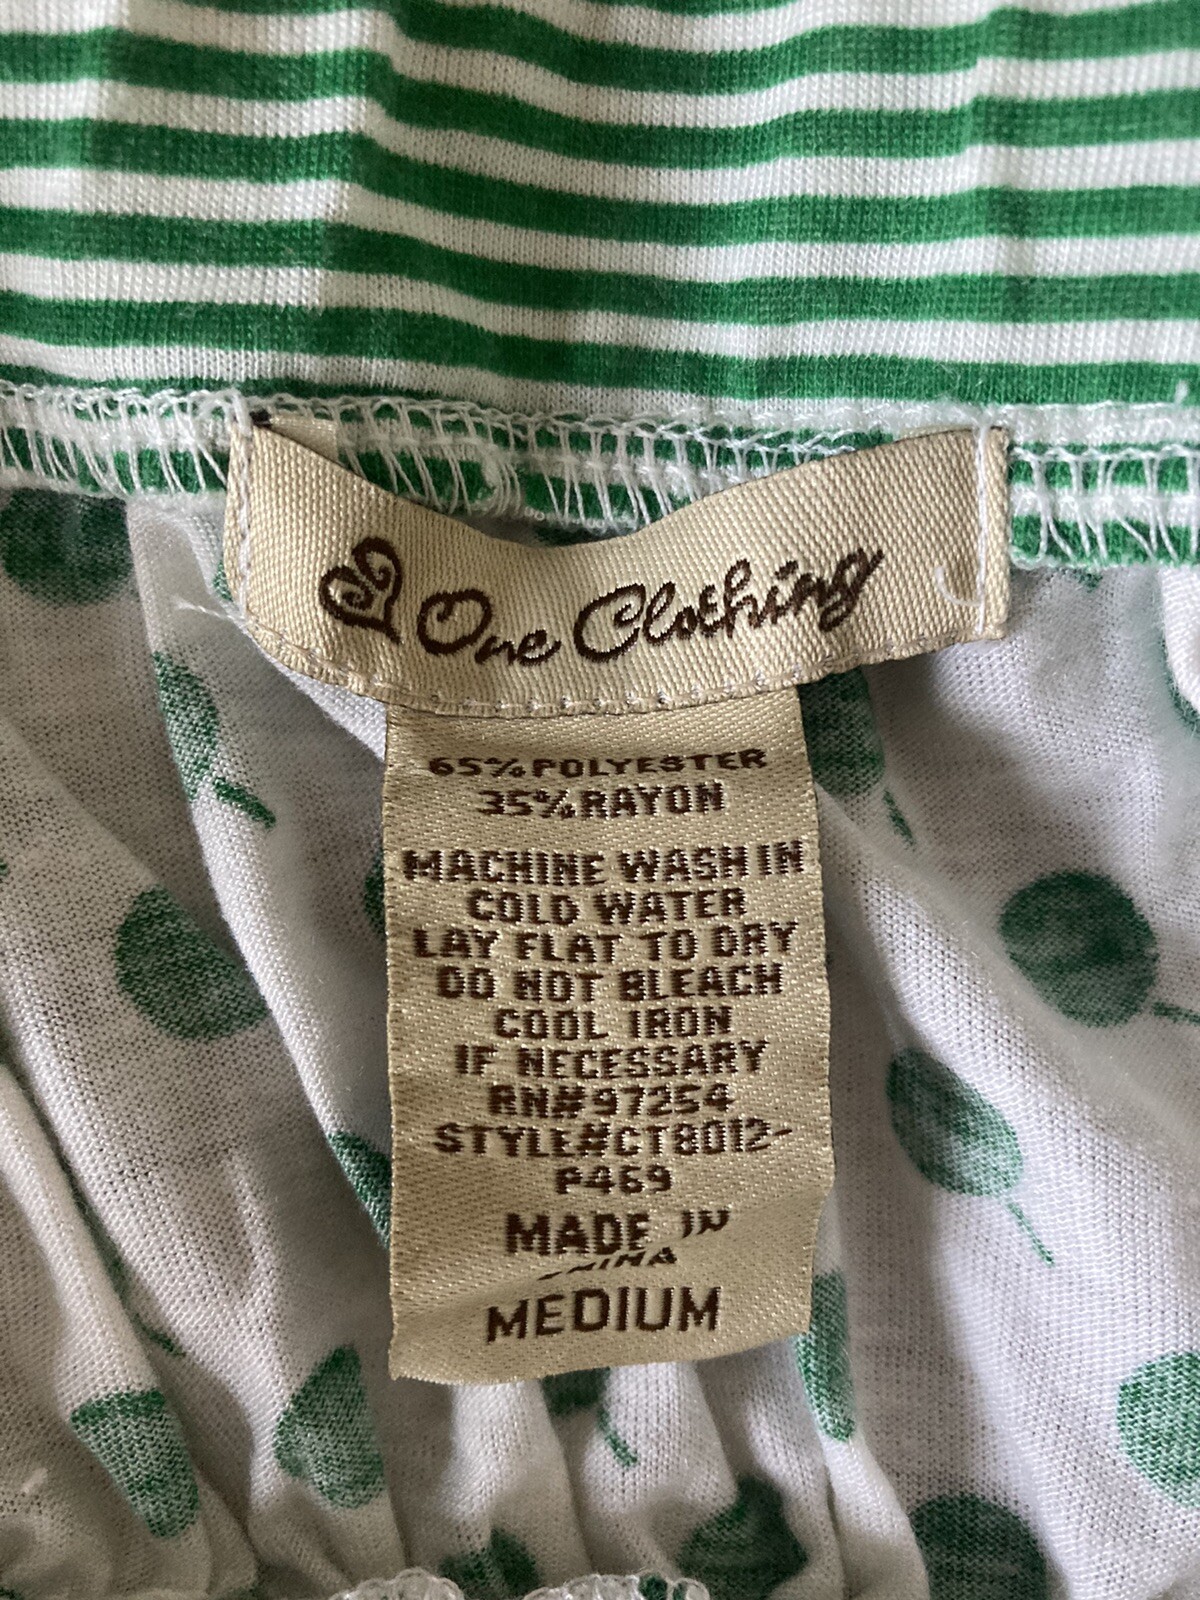 One Clothing
65% POLYESTER
35% RAYON
MACHINE WASH IN
COLD WATER
LAY FLAT TO DRY
DO NOT BLEACH
COOL IRON
IF NECESSARY
RN# 97254
STYLE#CT8012-
P469
MADE IN
CHINA
MEDIUM